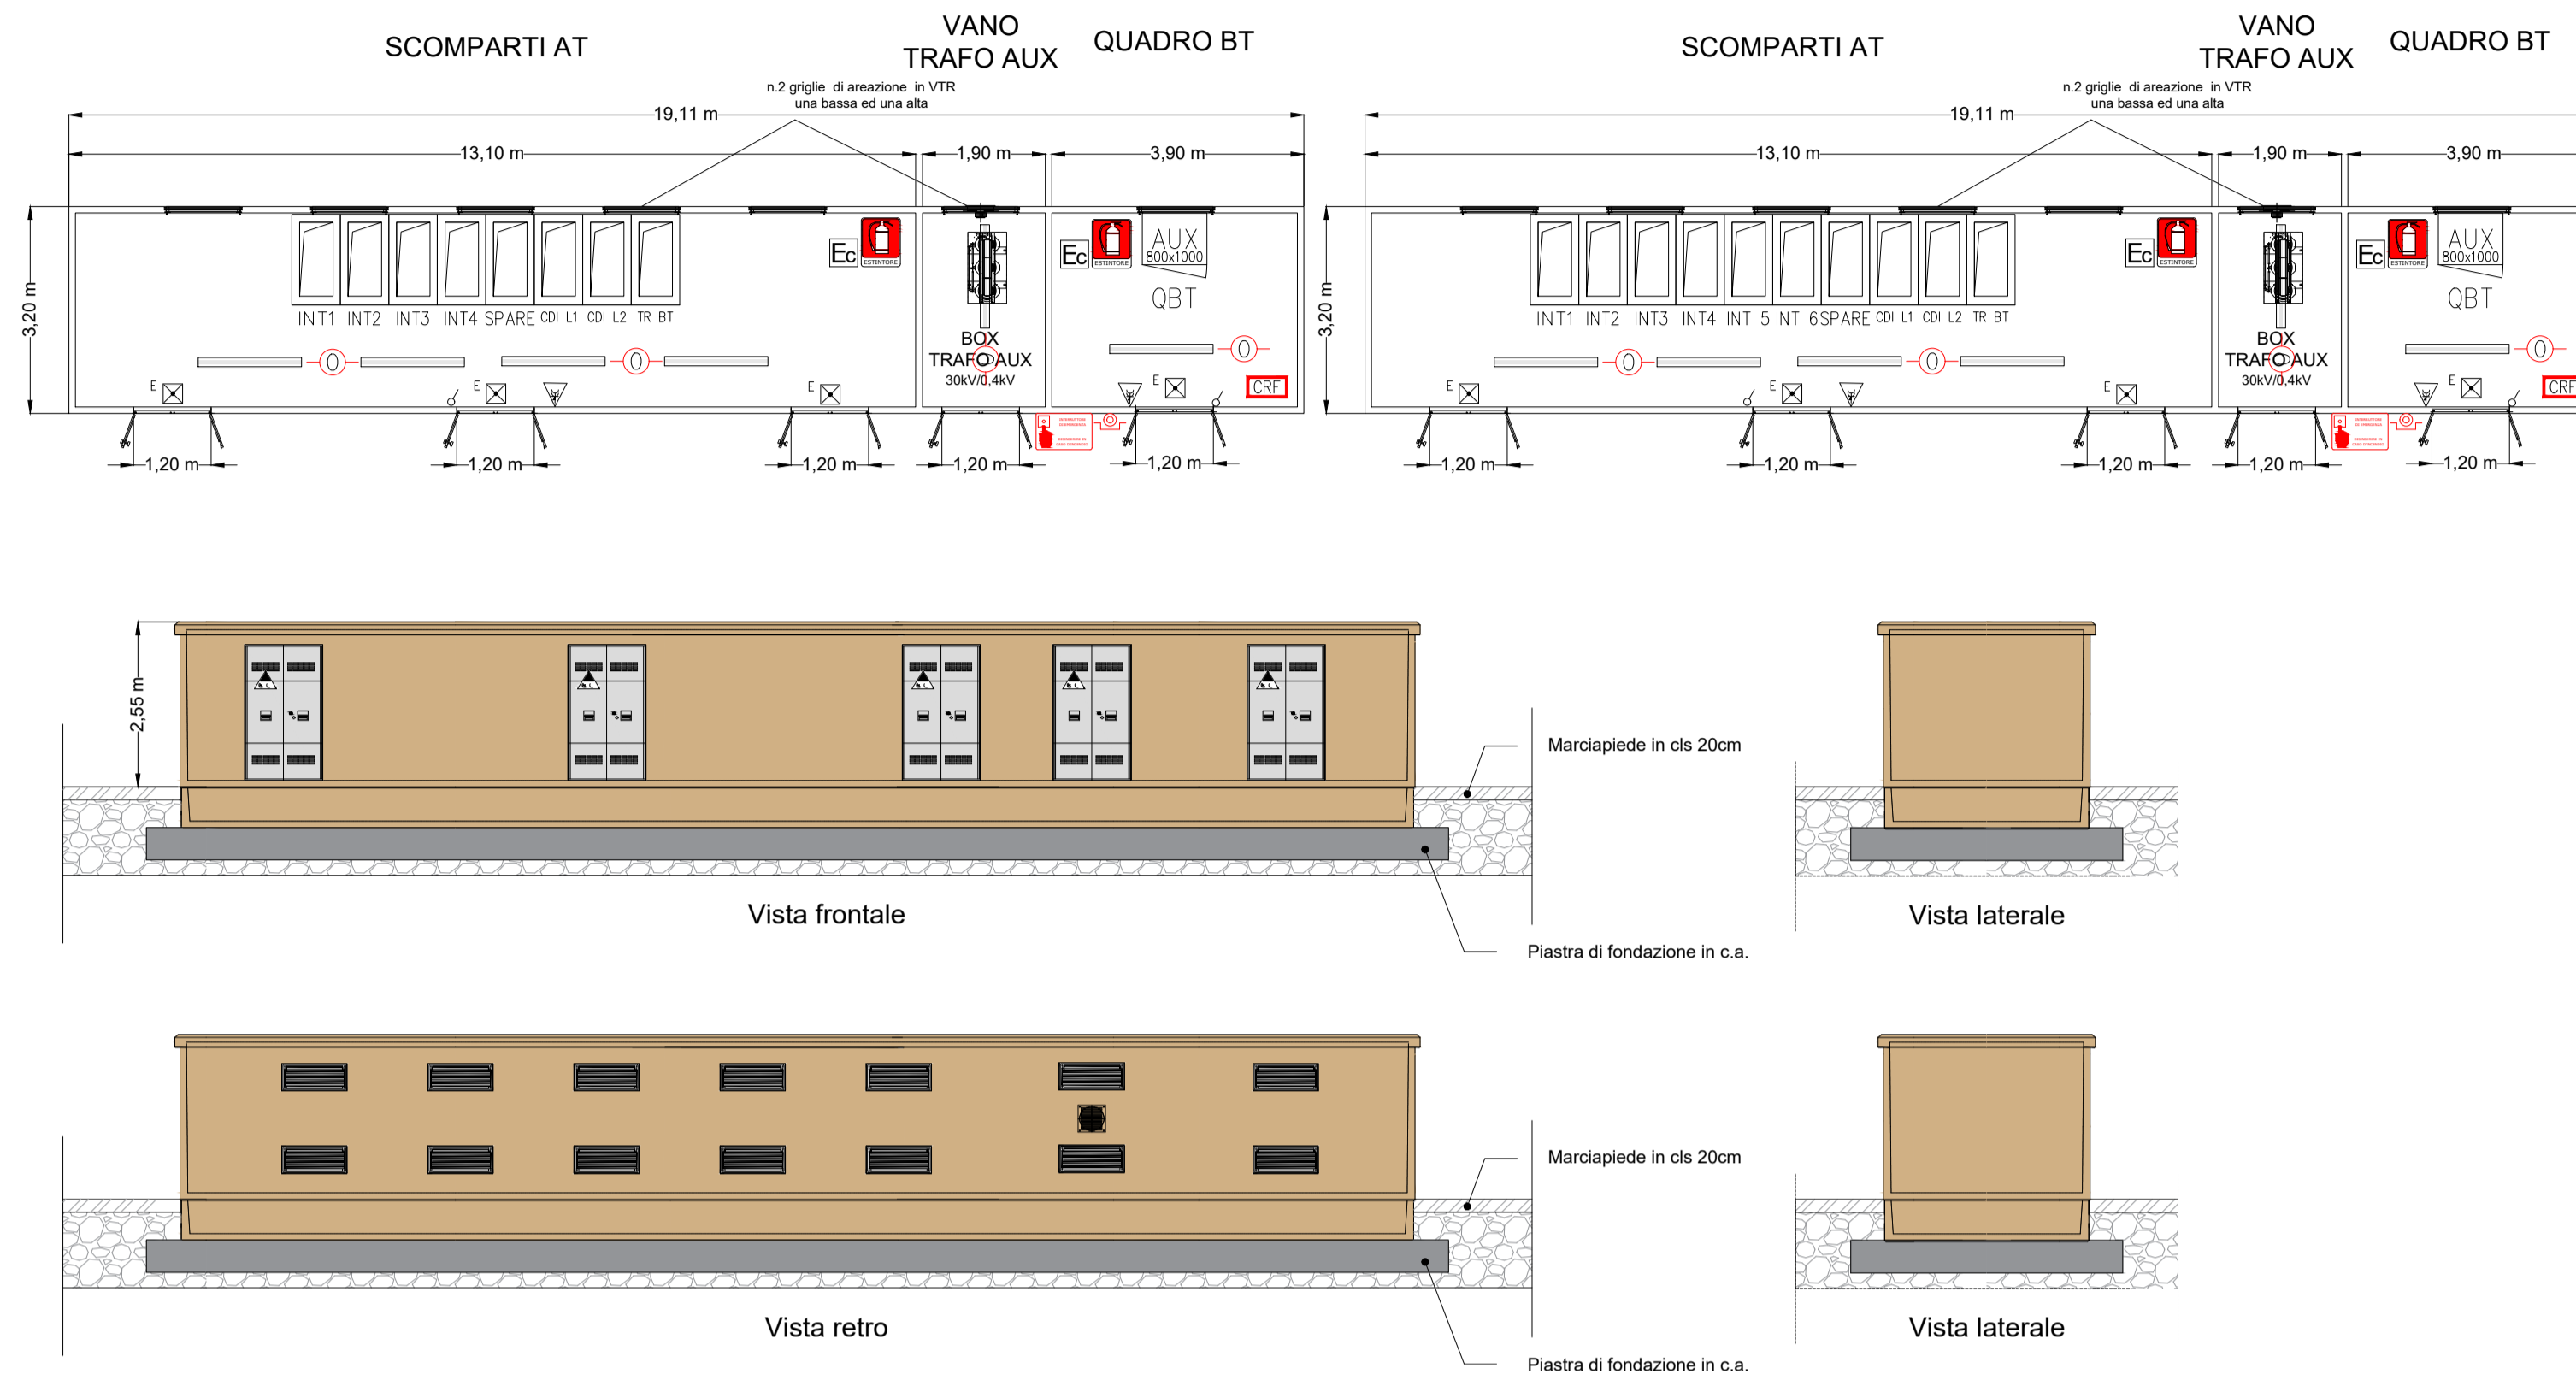 SCOMPARTI AT
VANO
TRAFO AUX
QUADRO BT
n.2 griglie di areazione in VTR
una bassa ed una alta
19,11 m
13,10 m
1,90 m
3,90 m
3,20 m
INT1 INT2 INT3 INT4 SPARE CDI L1 CDI L2 TR BT
Ec
ESTINTORE
BOX
TRAFO AUX
30kV/0,4kV
Ec
ESTINTORE
AUX
800x1000
QBT
E
E
E
E
CRF
1,20 m
1,20 m
1,20 m
1,20 m
1,20 m
SCOMPARTI AT
VANO
TRAFO AUX
QUADRO BT
n.2 griglie di areazione in VTR
una bassa ed una alta
19,11 m
13,10 m
1,90 m
3,90 m
3,20 m
INT1 INT2 INT3 INT4 INT 5 INT 6 SPARE CDI L1 CDI L2 TR BT
Ec
ESTINTORE
BOX
TRAFO AUX
30kV/0,4kV
Ec
ESTINTORE
AUX
800x1000
QBT
E
E
E
E
CRF
1,20 m
1,20 m
1,20 m
1,20 m
1,20 m
2,55 m
Marciapiede in cls 20cm
Vista frontale
Vista laterale
Piastra di fondazione in c.a.
Marciapiede in cls 20cm
Vista retro
Vista laterale
Piastra di fondazione in c.a.